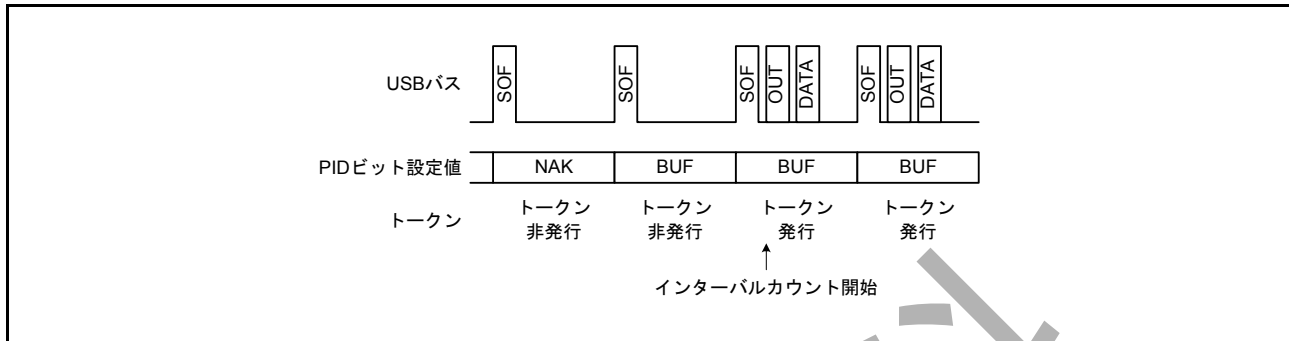 USBバス
SOF
SOF
SOF
OUT
DATA
SOF
OUT
DATA
PIDビット設定値
NAK
BUF
BUF
BUF
トークン
トークン
非発行
トークン
非発行
トークン
発行
トークン
発行
インターバルカウント開始